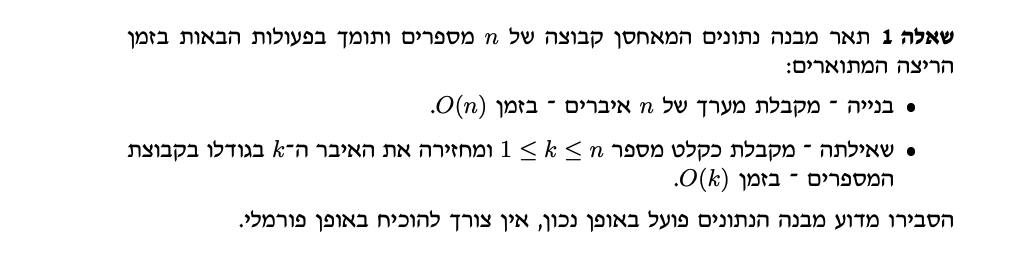 שאלה 1 תאר מבנה נתונים המאחסן קבוצה של n מספרים ותומך בפעולות הבאות בזמן
הריצה המתוארים:
• בנייה ־ מקבלת מערך של n איברים ־ בזמן O(n).
• שאילתה ־ מקבלת כקלט מספר 1 ≤ k ≤ n ומחזירה את האיבר ה־k בגודלו בקבוצת
המספרים ־ בזמן O(k).
הסבירו מדוע מבנה הנתונים פועל באופן נכון, אין צורך להוכיח באופן פורמלי.